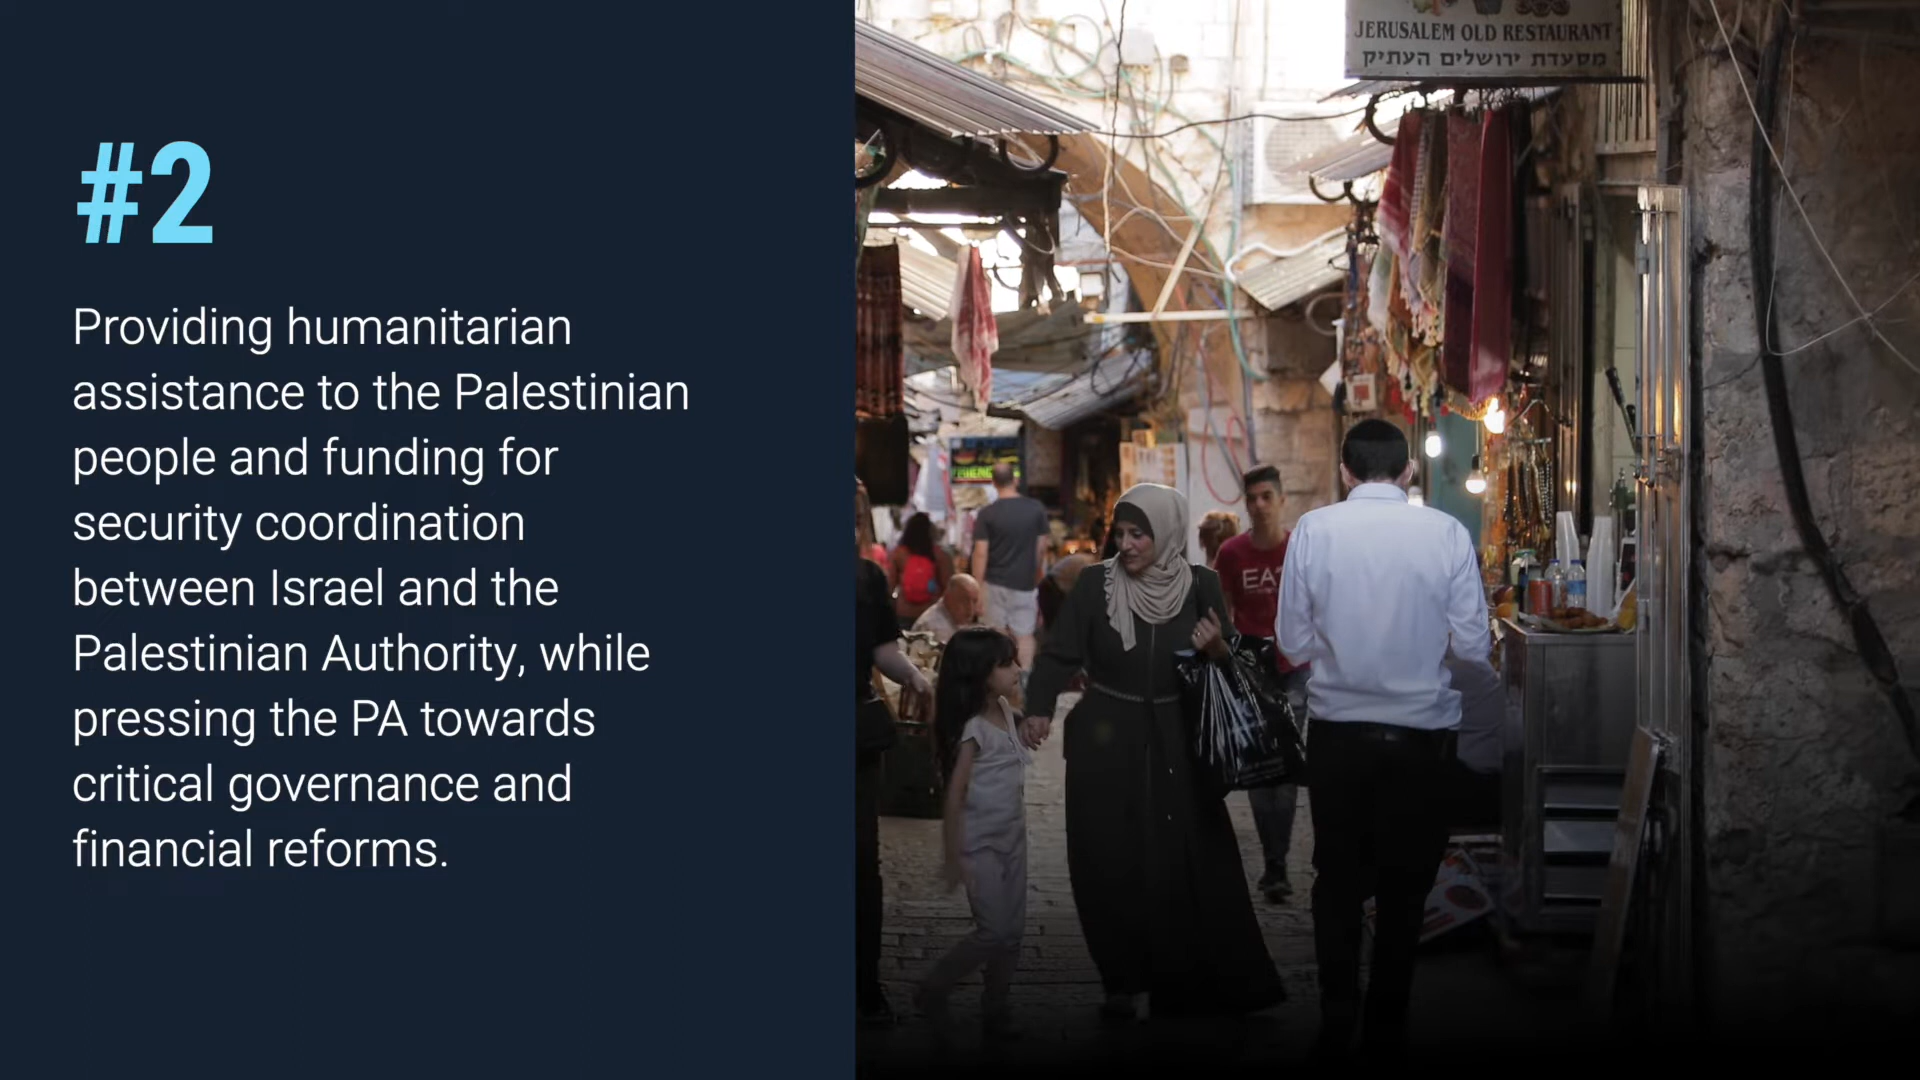 #2
Providing humanitarian
assistance to the Palestinian
people and funding for
security coordination
between Israel and the
Palestinian Authority, while
pressing the PA towards
critical governance and
financial reforms.
JERUSALEM OLD RESTAURANT
מסעדת ירושלים העתיק